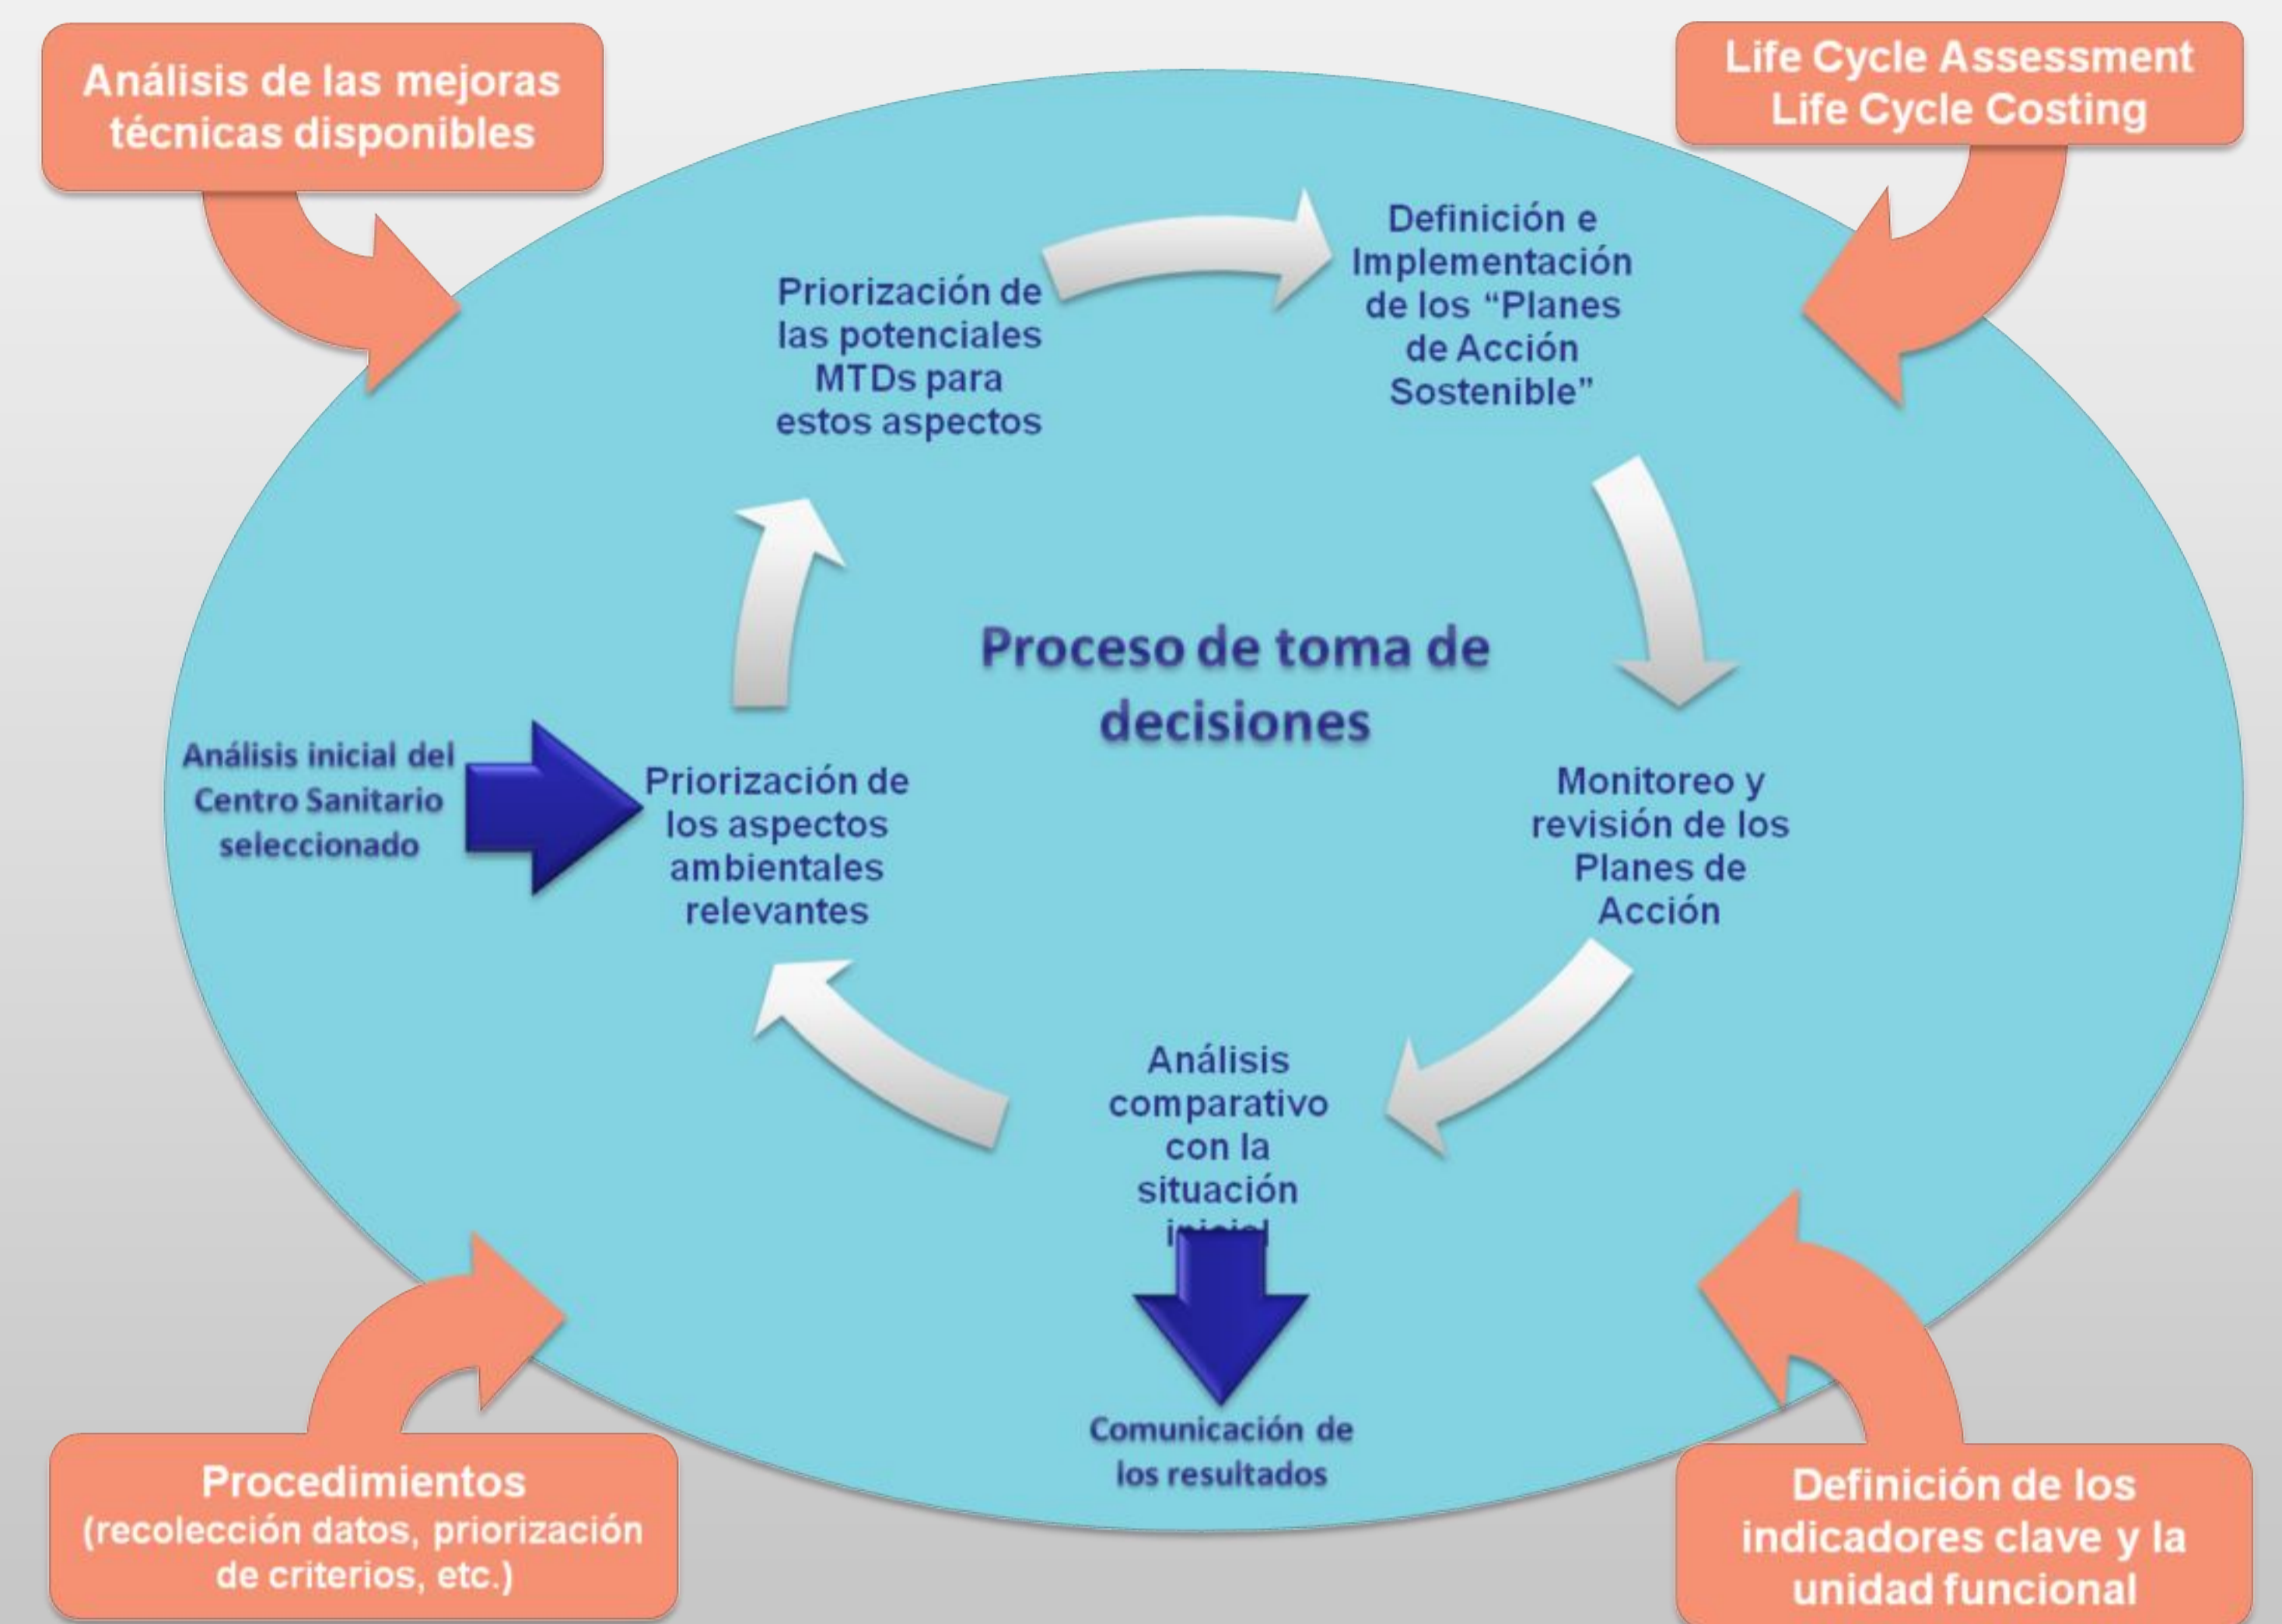 Análisis de las mejoras
técnicas disponibles
Life Cycle Assessment
Life Cycle Costing
Priorización de
las potenciales
MTDs para
estos aspectos
Definición e
Implementación
de los “Planes
de Acción
Sostenible”
Proceso de toma de
decisiones
Análisis inicial del
Centro Sanitario
seleccionado
Priorización de
los aspectos
ambientales
relevantes
Monitoreo y
revisión de los
Planes de
Acción
Análisis
comparativo
con la
situación
Comunicación de
los resultados
Procedimientos
(recolección datos, priorización
de criterios, etc.)
Definición de los
indicadores clave y la
unidad funcional